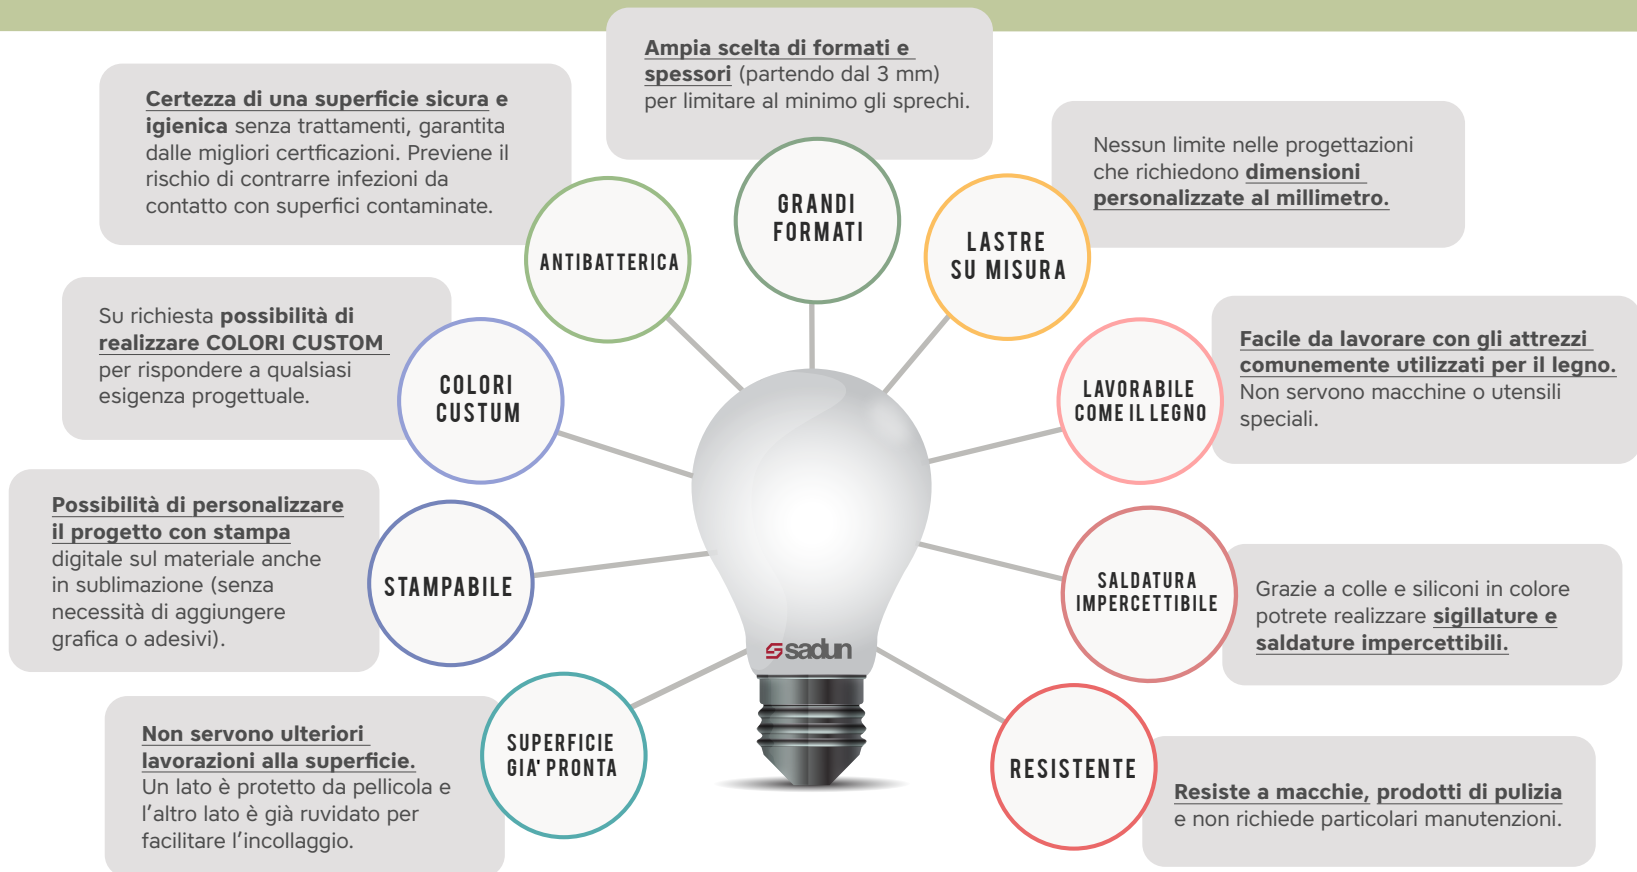 Ampia scelta di formati e
spessori (partendo dal 3 mm)
per limitare al minimo gli sprechi.
GRANDI
FORMATI
Certezza di una superficie sicura e
igienica senza trattamenti, garantita
dalle migliori certficazioni. Previene il
rischio di contrarre infezioni da
contatto con superfici contaminate.
ANTIBATTERICA
Nessun limite nelle progettazioni
che richiedono dimensioni
personalizzate al millimetro.
LASTRE
SU MISURA
Su richiesta possibilità di
realizzare COLORI CUSTOM
per rispondere a qualsiasi
esigenza progettuale.
COLORI
CUSTUM
Facile da lavorare con gli attrezzi
comunemente utilizzati per il legno.
Non servono macchine o utensili
speciali.
LAVORABILE
COME IL LEGNO
Possibilità di personalizzare
il progetto con stampa
digitale sul materiale anche
in sublimazione (senza
necessità di aggiungere
grafica o adesivi).
STAMPABILE
SALDATURA
IMPERCETTIBILE
Grazie a colle e siliconi in colore
potrete realizzare sigillature e
saldature impercettibili.
sadun
Non servono ulteriori
lavorazioni alla superficie.
Un lato è protetto da pellicola e
l'altro lato è già ruvidato per
facilitare l'incollaggio.
SUPERFICIE
GIA' PRONTA
RESISTENTE
Resiste a macchie, prodotti di pulizia
e non richiede particolari manutenzioni.